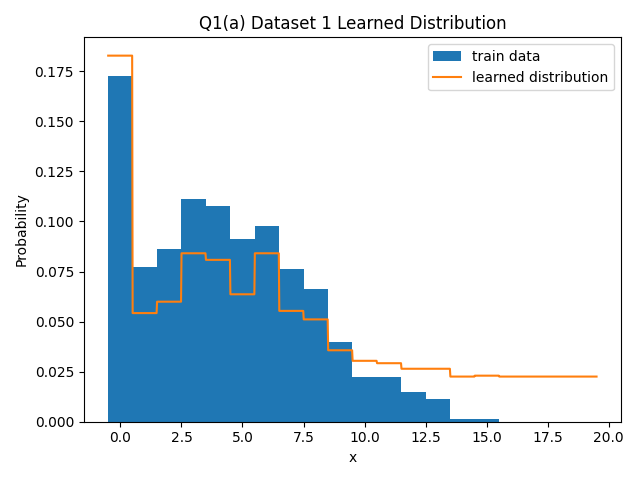 Q1(a) Dataset 1 Learned Distribution
train data
learned distribution
Probability
0.175
0.150
0.125
0.100
0.075
0.050
0.025
0.000
0.0 2.5 5.0 7.5 10.0 12.5 15.0 17.5 20.0
x